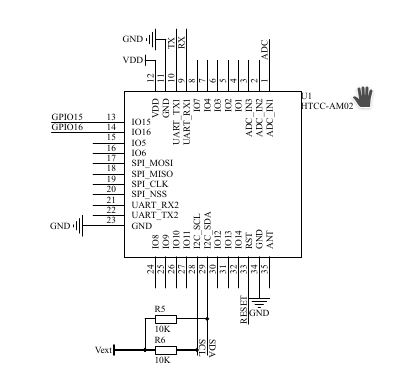 GND
TX
RX
ADC
VDD
12
11
10
9
8
7
6
5
4
3
2
1
U1
HTCC-AM02
VDD
GND
UART_TX1
UART_RX1
IO7
IO4
IO3
IO2
IO1
ADC_IN3
ADC_IN2
ADC_IN1
GPIO15 13 IO15
GPIO16 14 IO16
15 IO5
16 IO6
17 SPI_MOSI
18 SPI_MISO
19 SPI_CLK
20 SPI_NSS
21 UART_RX2
22 UART_TX2
GND 23 GND
IO8
IO9
IO10
IO11
I2C_SCL
I2C_SDA
IO12
IO13
IO14
RST
GND
ANT
24
25
26
27
28
29
30
31
32
33
34
35
RESET
GND
R5
10K
R6
10K
Vext
SCL
SDA